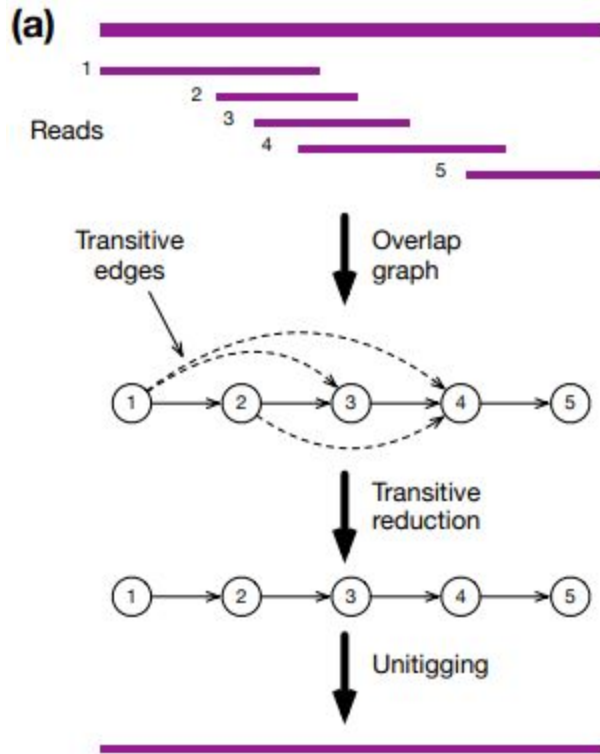 (a)
1
2
Reads
3
4
5
Transitive
edges
Overlap
graph
1 2 3 4 5
Transitive
reduction
1 2 3 4 5
Unitigging